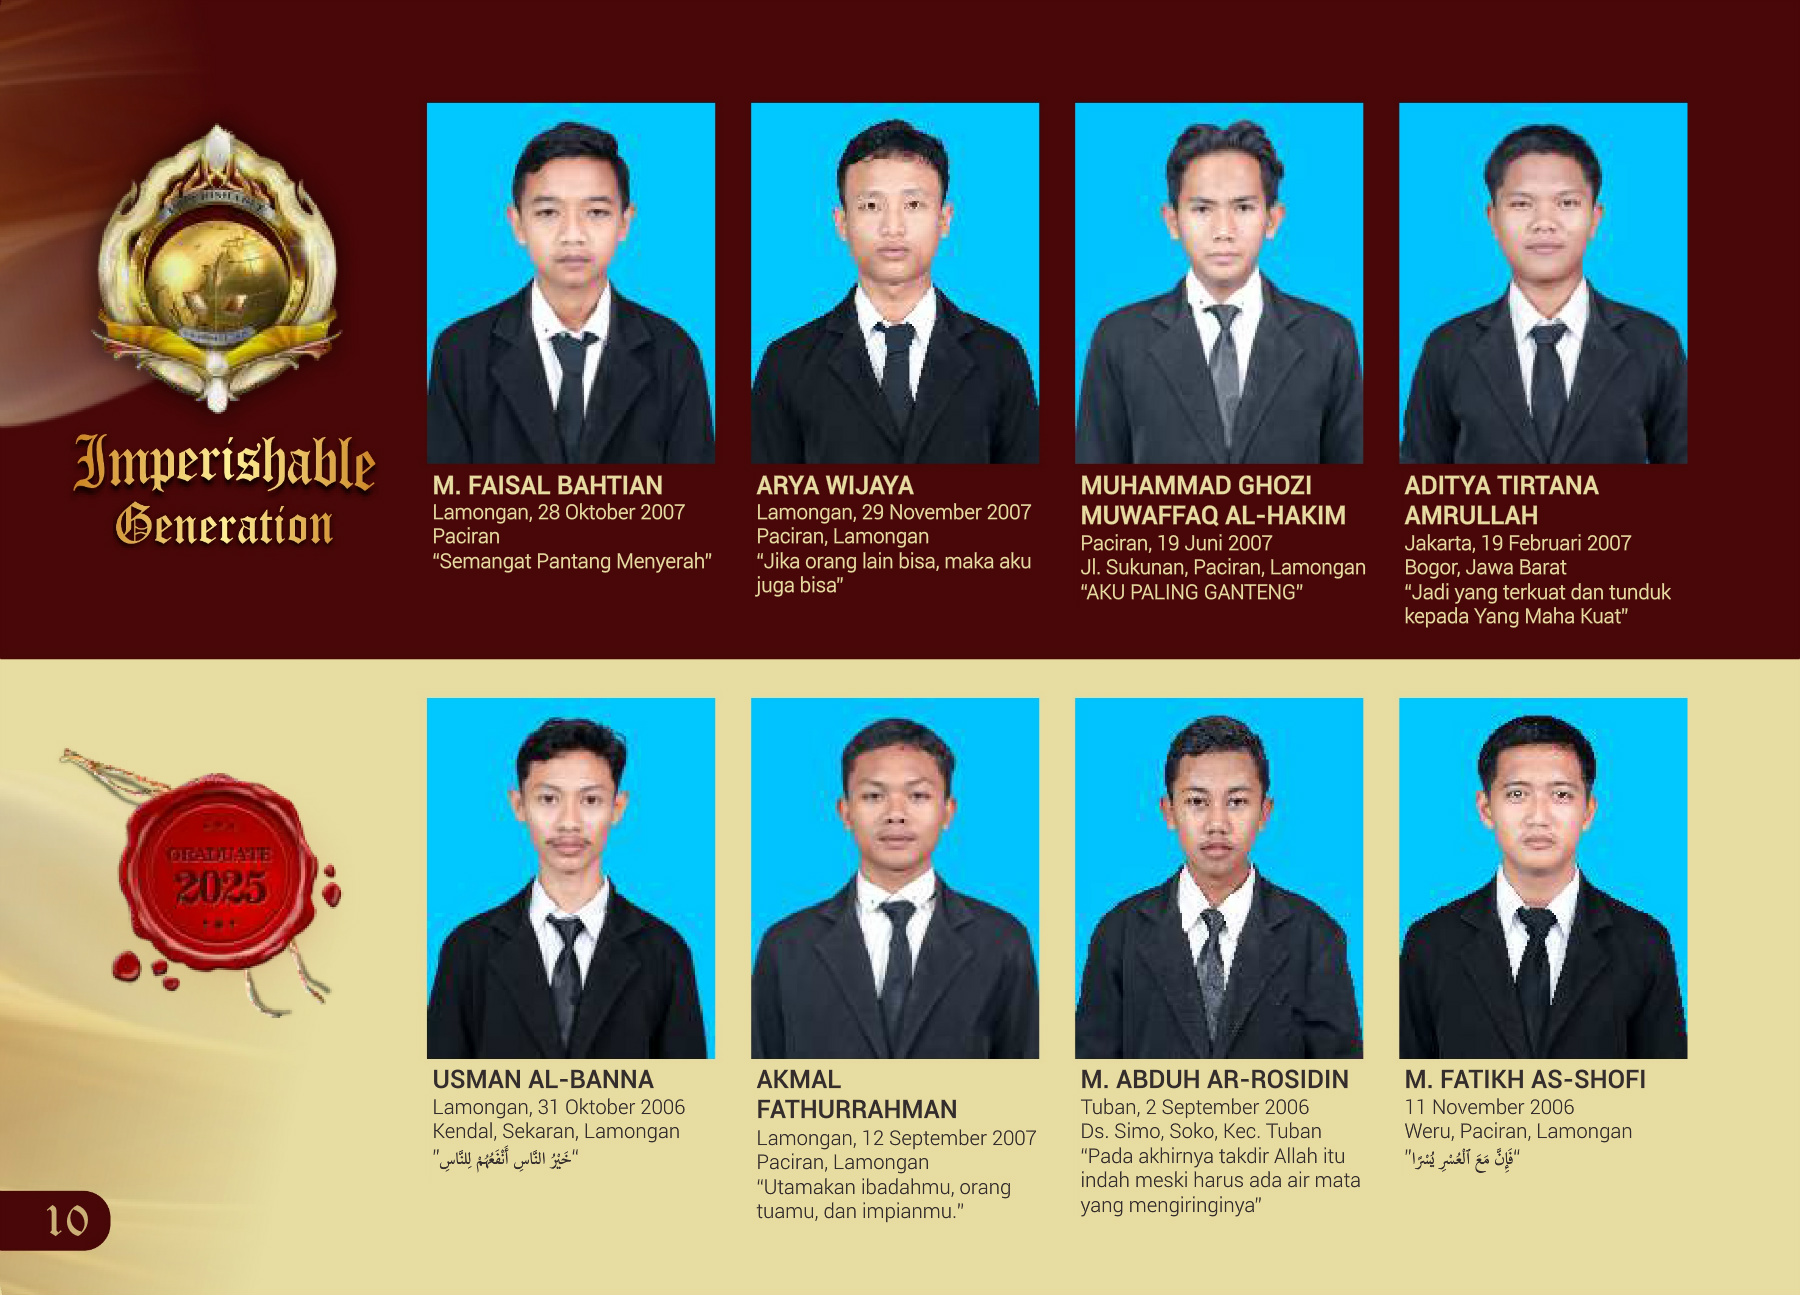 Imperishable
Generation
M. FAISAL BAHTIAN
Lamongan, 28 Oktober 2007
Paciran
“Semangat Pantang Menyerah”
ARYA WIJAYA
Lamongan, 29 November 2007
Paciran, Lamongan
“Jika orang lain bisa, maka aku
juga bisa”
MUHAMMAD GHOZI
MUWAFFAQ AL-HAKIM
Paciran, 19 Juni 2007
Jl. Sukunan, Paciran, Lamongan
“AKU PALING GANTENG”
ADITYA TIRTANA
AMRULLAH
Jakarta, 19 Februari 2007
Bogor, Jawa Barat
“Jadi yang terkuat dan tunduk
kepada Yang Maha Kuat”
GRADUATE
2025
USMAN AL-BANNA
Lamongan, 31 Oktober 2006
Kendal, Sekaran, Lamongan
“خَيْرُ النَّاسِ أَنْفَعُهُمْ لِلنَّاسِ”
AKMAL
FATHURRAHMAN
Lamongan, 12 September 2007
Paciran, Lamongan
“Utamakan ibadahmu, orang
tuamu, dan impianmu.”
M. ABDUH AR-ROSIDIN
Tuban, 2 September 2006
Ds. Simo, Soko, Kec. Tuban
“Pada akhirnya takdir Allah itu
indah meski harus ada air mata
yang mengiringinya”
M. FATIKH AS-SHOFI
11 November 2006
Weru, Paciran, Lamongan
“فَإِنَّ مَعَ ٱلْعُسْرِ يُسْرًا”
10